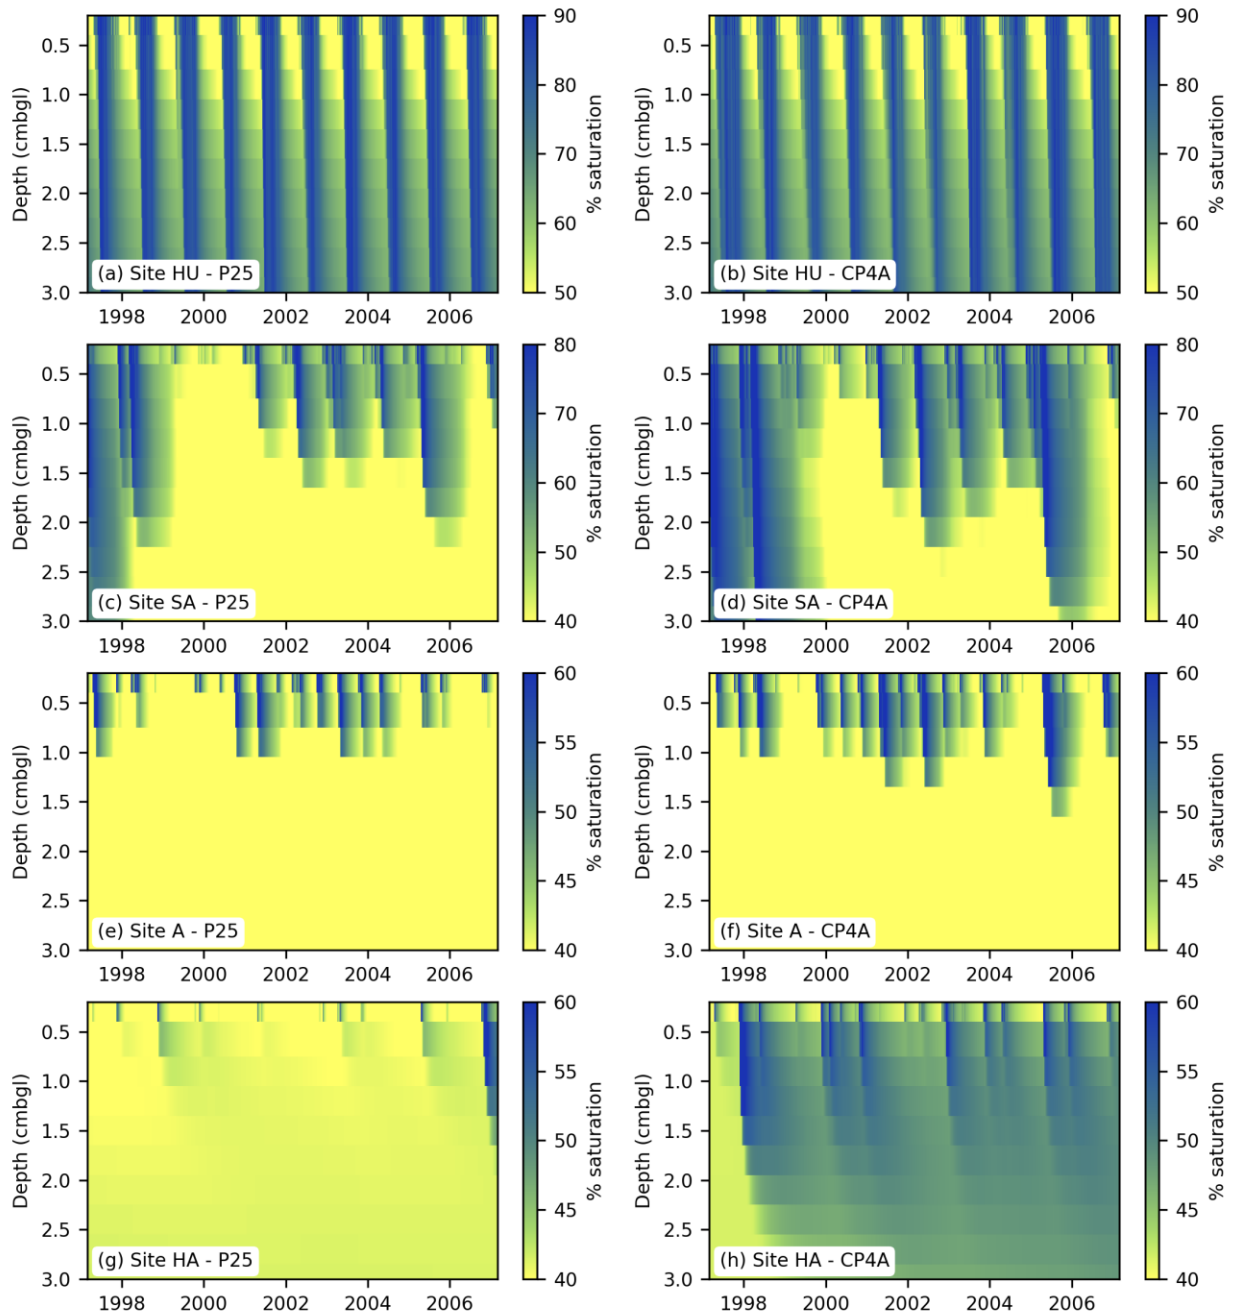 90
80
70
60
50
% saturation
0.5
1.0
1.5
2.0
2.5
3.0
Depth (cmbgl)
(a) Site HU - P25
1998 2000 2002 2004 2006
90
80
70
60
50
% saturation
0.5
1.0
1.5
2.0
2.5
3.0
Depth (cmbgl)
(b) Site HU - CP4A
1998 2000 2002 2004 2006
80
70
60
50
40
% saturation
0.5
1.0
1.5
2.0
2.5
3.0
Depth (cmbgl)
(c) Site SA - P25
1998 2000 2002 2004 2006
80
70
60
50
40
% saturation
0.5
1.0
1.5
2.0
2.5
3.0
Depth (cmbgl)
(d) Site SA - CP4A
1998 2000 2002 2004 2006
60
55
50
45
40
% saturation
0.5
1.0
1.5
2.0
2.5
3.0
Depth (cmbgl)
(e) Site A - P25
1998 2000 2002 2004 2006
60
55
50
45
40
% saturation
0.5
1.0
1.5
2.0
2.5
3.0
Depth (cmbgl)
(f) Site A - CP4A
1998 2000 2002 2004 2006
60
55
50
45
40
% saturation
0.5
1.0
1.5
2.0
2.5
3.0
Depth (cmbgl)
(g) Site HA - P25
1998 2000 2002 2004 2006
60
55
50
45
40
% saturation
0.5
1.0
1.5
2.0
2.5
3.0
Depth (cmbgl)
(h) Site HA - CP4A
1998 2000 2002 2004 2006